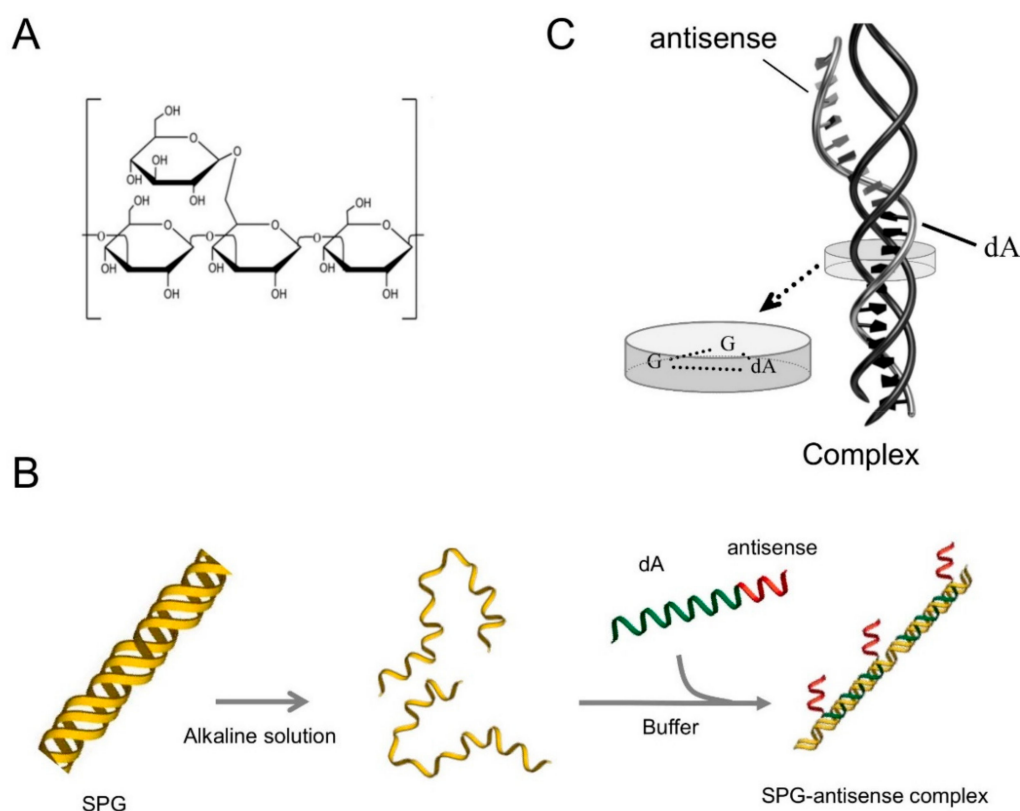 A
OH
O
OH
OH
OH
O
OH
O
O
OH
OH
O
O
OH
OH
O
O
OH
OH
OH
B
SPG
Alkaline solution
dA
antisense
Buffer
SPG-antisense complex
C
antisense
dA
G
G
dA
Complex